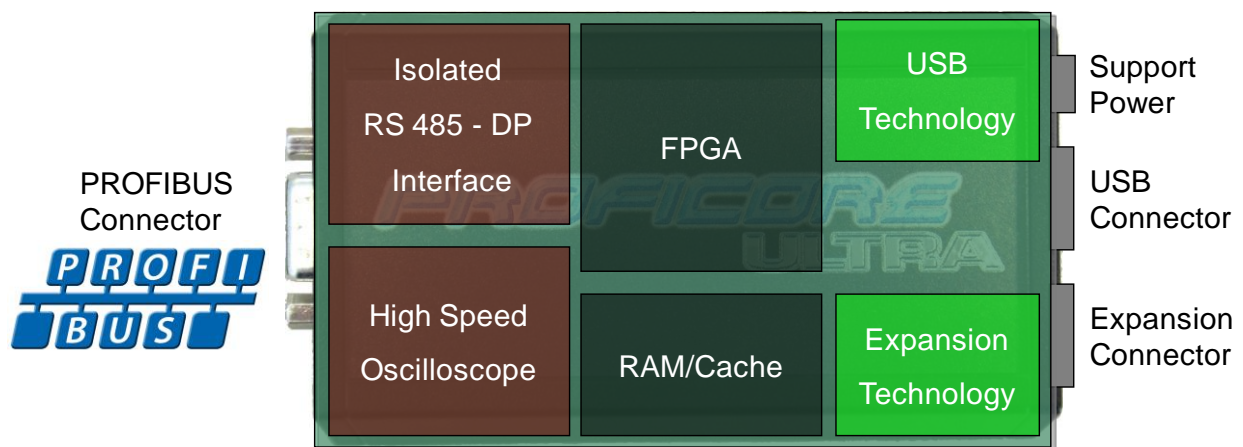 PROFIBUS
Connector
PROFI
BUS
Isolated
RS 485 - DP
Interface
High Speed
Oscilloscope
FPGA
RAM/Cache
PROFICORE
ULTRA
USB
Technology
Expansion
Technology
Support
Power
USB
Connector
Expansion
Connector